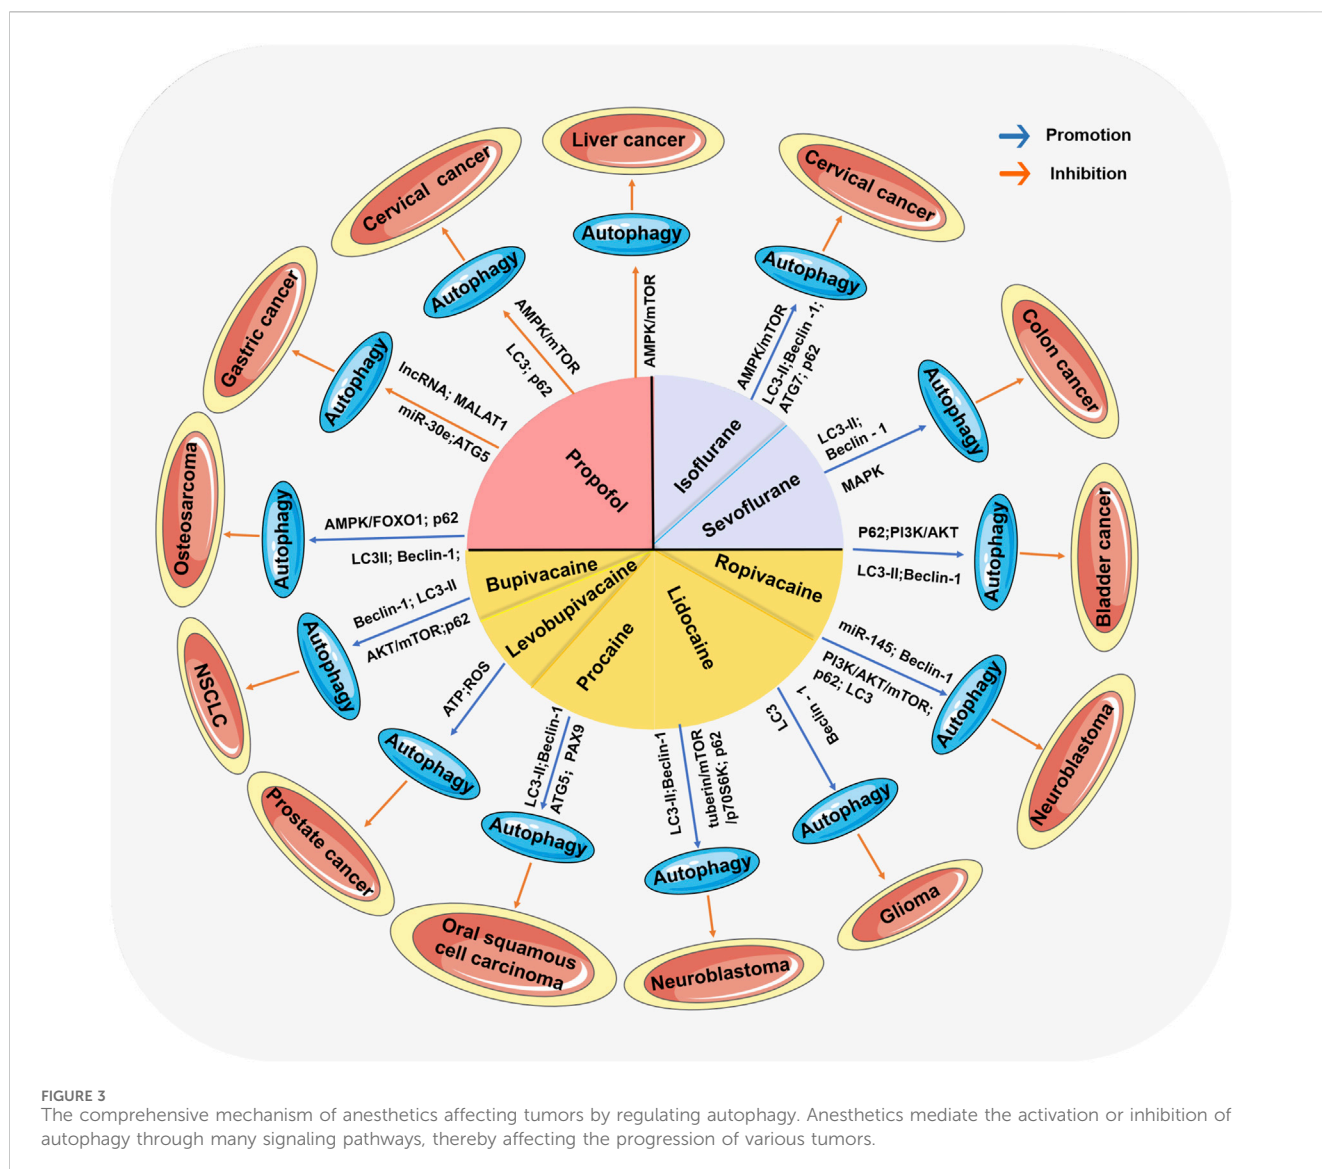 Promotion
Inhibition
Liver cancer
Autophagy
AMPK/mTOR
Cervical cancer
Autophagy
AMPK/mTOR
LC3-II;Beclin -1;
ATG7; p62
Colon cancer
Autophagy
LC3-II;
Beclin - 1
MAPK
Bladder cancer
Autophagy
P62;PI3K/AKT
LC3-II;Beclin-1
Neuroblastoma
Autophagy
miR-145; Beclin-1
PI3K/AKT/mTOR;
p62; LC3
Glioma
Autophagy
Beclin - 1
LC3
Neuroblastoma
Autophagy
tuberin/mTOR
/p70S6K; p62
LC3-II;Beclin-1
Oral squamous
cell carcinoma
Autophagy
LC3-II;Beclin-1
ATG5; PAX9
Prostate cancer
Autophagy
ATP;ROS
NSCLC
Autophagy
Beclin-1; LC3-II
AKT/mTOR;p62
Osteosarcoma
Autophagy
AMPK/FOXO1; p62
LC3II; Beclin-1;
Gastric cancer
Autophagy
lncRNA; MALAT1
miR-30e;ATG5
Cervical cancer
Autophagy
AMPK/mTOR
LC3; p62
Propofol
Isoflurane
Sevoflurane
Ropivacaine
Lidocaine
Procaine
Levobupivacaine
Bupivacaine
FIGURE 3
The comprehensive mechanism of anesthetics affecting tumors by regulating autophagy. Anesthetics mediate the activation or inhibition of
autophagy through many signaling pathways, thereby affecting the progression of various tumors.